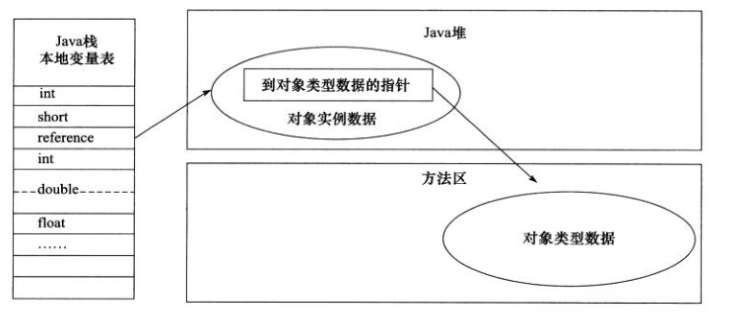 Java栈
本地变量表
int
short
reference
int
double
float
……
Java堆
到对象类型数据的指针
对象实例数据
方法区
对象类型数据